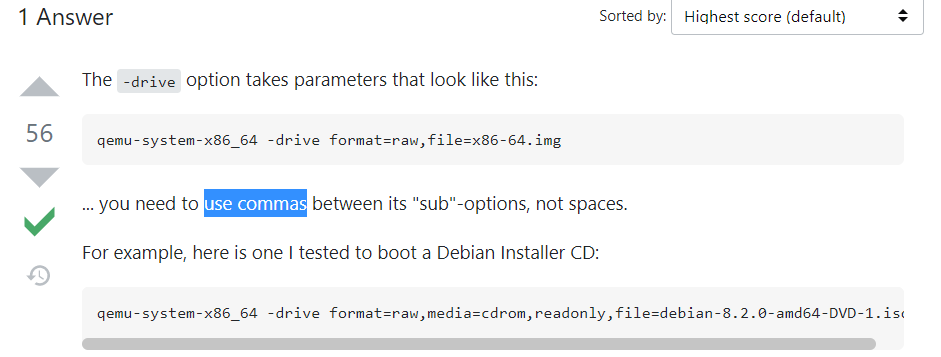 1 Answer
Sorted by: Highest score (default)
The -drive option takes parameters that look like this:
56
qemu-system-x86_64 -drive format=raw,file=x86-64.img
... you need to use commas between its "sub"-options, not spaces.
For example, here is one I tested to boot a Debian Installer CD:
qemu-system-x86_64 -drive format=raw,media=cdrom,readonly,file=debian-8.2.0-amd64-DVD-1.iso